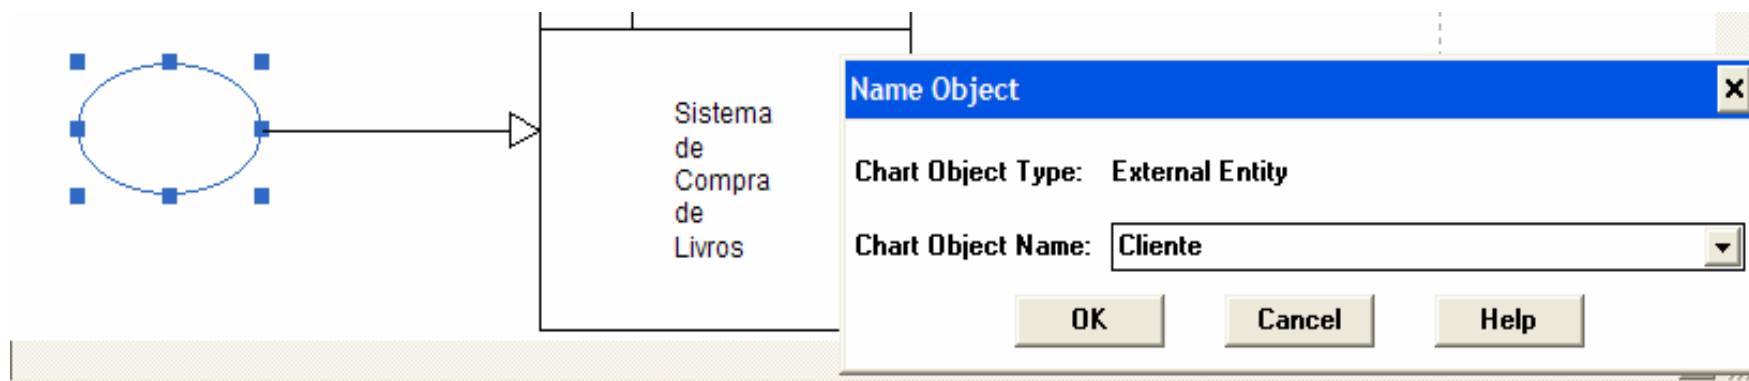 Sistema
de
Compra
de
Livros
Name Object
Chart Object Type: External Entity
Chart Object Name: Cliente
OK Cancel Help